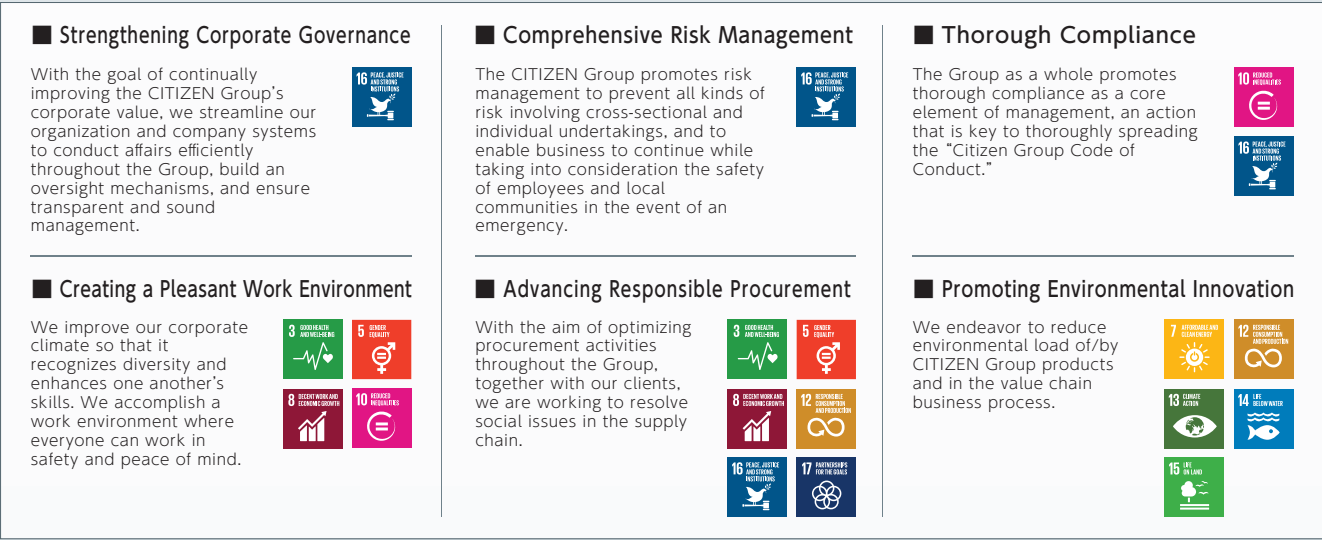 ■ Strengthening Corporate Governance
With the goal of continually
improving the CITIZEN Group's
corporate value, we streamline our
organization and company systems
to conduct affairs efficiently
throughout the Group, build an
oversight mechanisms, and ensure
transparent and sound
management.
16 PEACE, JUSTICE
AND STRONG
INSTITUTIONS
■ Comprehensive Risk Management
The CITIZEN Group promotes risk
management to prevent all kinds of
risk involving cross-sectional and
individual undertakings, and to
enable business to continue while
taking into consideration the safety
of employees and local
communities in the event of an
emergency.
16 PEACE, JUSTICE
AND STRONG
INSTITUTIONS
■ Thorough Compliance
The Group as a whole promotes
thorough compliance as a core
element of management, an action
that is key to thoroughly spreading
the “Citizen Group Code of
Conduct.”
10 REDUCED
INEQUALITIES
16 PEACE, JUSTICE
AND STRONG
INSTITUTIONS
■ Creating a Pleasant Work Environment
We improve our corporate
climate so that it
recognizes diversity and
enhances one another's
skills. We accomplish a
work environment where
everyone can work in
safety and peace of mind.
3 GOOD HEALTH
AND WELL-BEING
5 GENDER
EQUALITY
8 DECENT WORK AND
ECONOMIC GROWTH
10 REDUCED
INEQUALITIES
■ Advancing Responsible Procurement
With the aim of optimizing
procurement activities
throughout the Group,
together with our clients,
we are working to resolve
social issues in the supply
chain.
3 GOOD HEALTH
AND WELL-BEING
5 GENDER
EQUALITY
8 DECENT WORK AND
ECONOMIC GROWTH
12 RESPONSIBLE
CONSUMPTION
AND PRODUCTION
16 PEACE, JUSTICE
AND STRONG
INSTITUTIONS
17 PARTNERSHIPS
FOR THE GOALS
■ Promoting Environmental Innovation
We endeavor to reduce
environmental load of/by
CITIZEN Group products
and in the value chain
business process.
7 AFFORDABLE AND
CLEAN ENERGY
12 RESPONSIBLE
CONSUMPTION
AND PRODUCTION
13 CLIMATE
ACTION
14 LIFE
BELOW WATER
15 LIFE
ON LAND